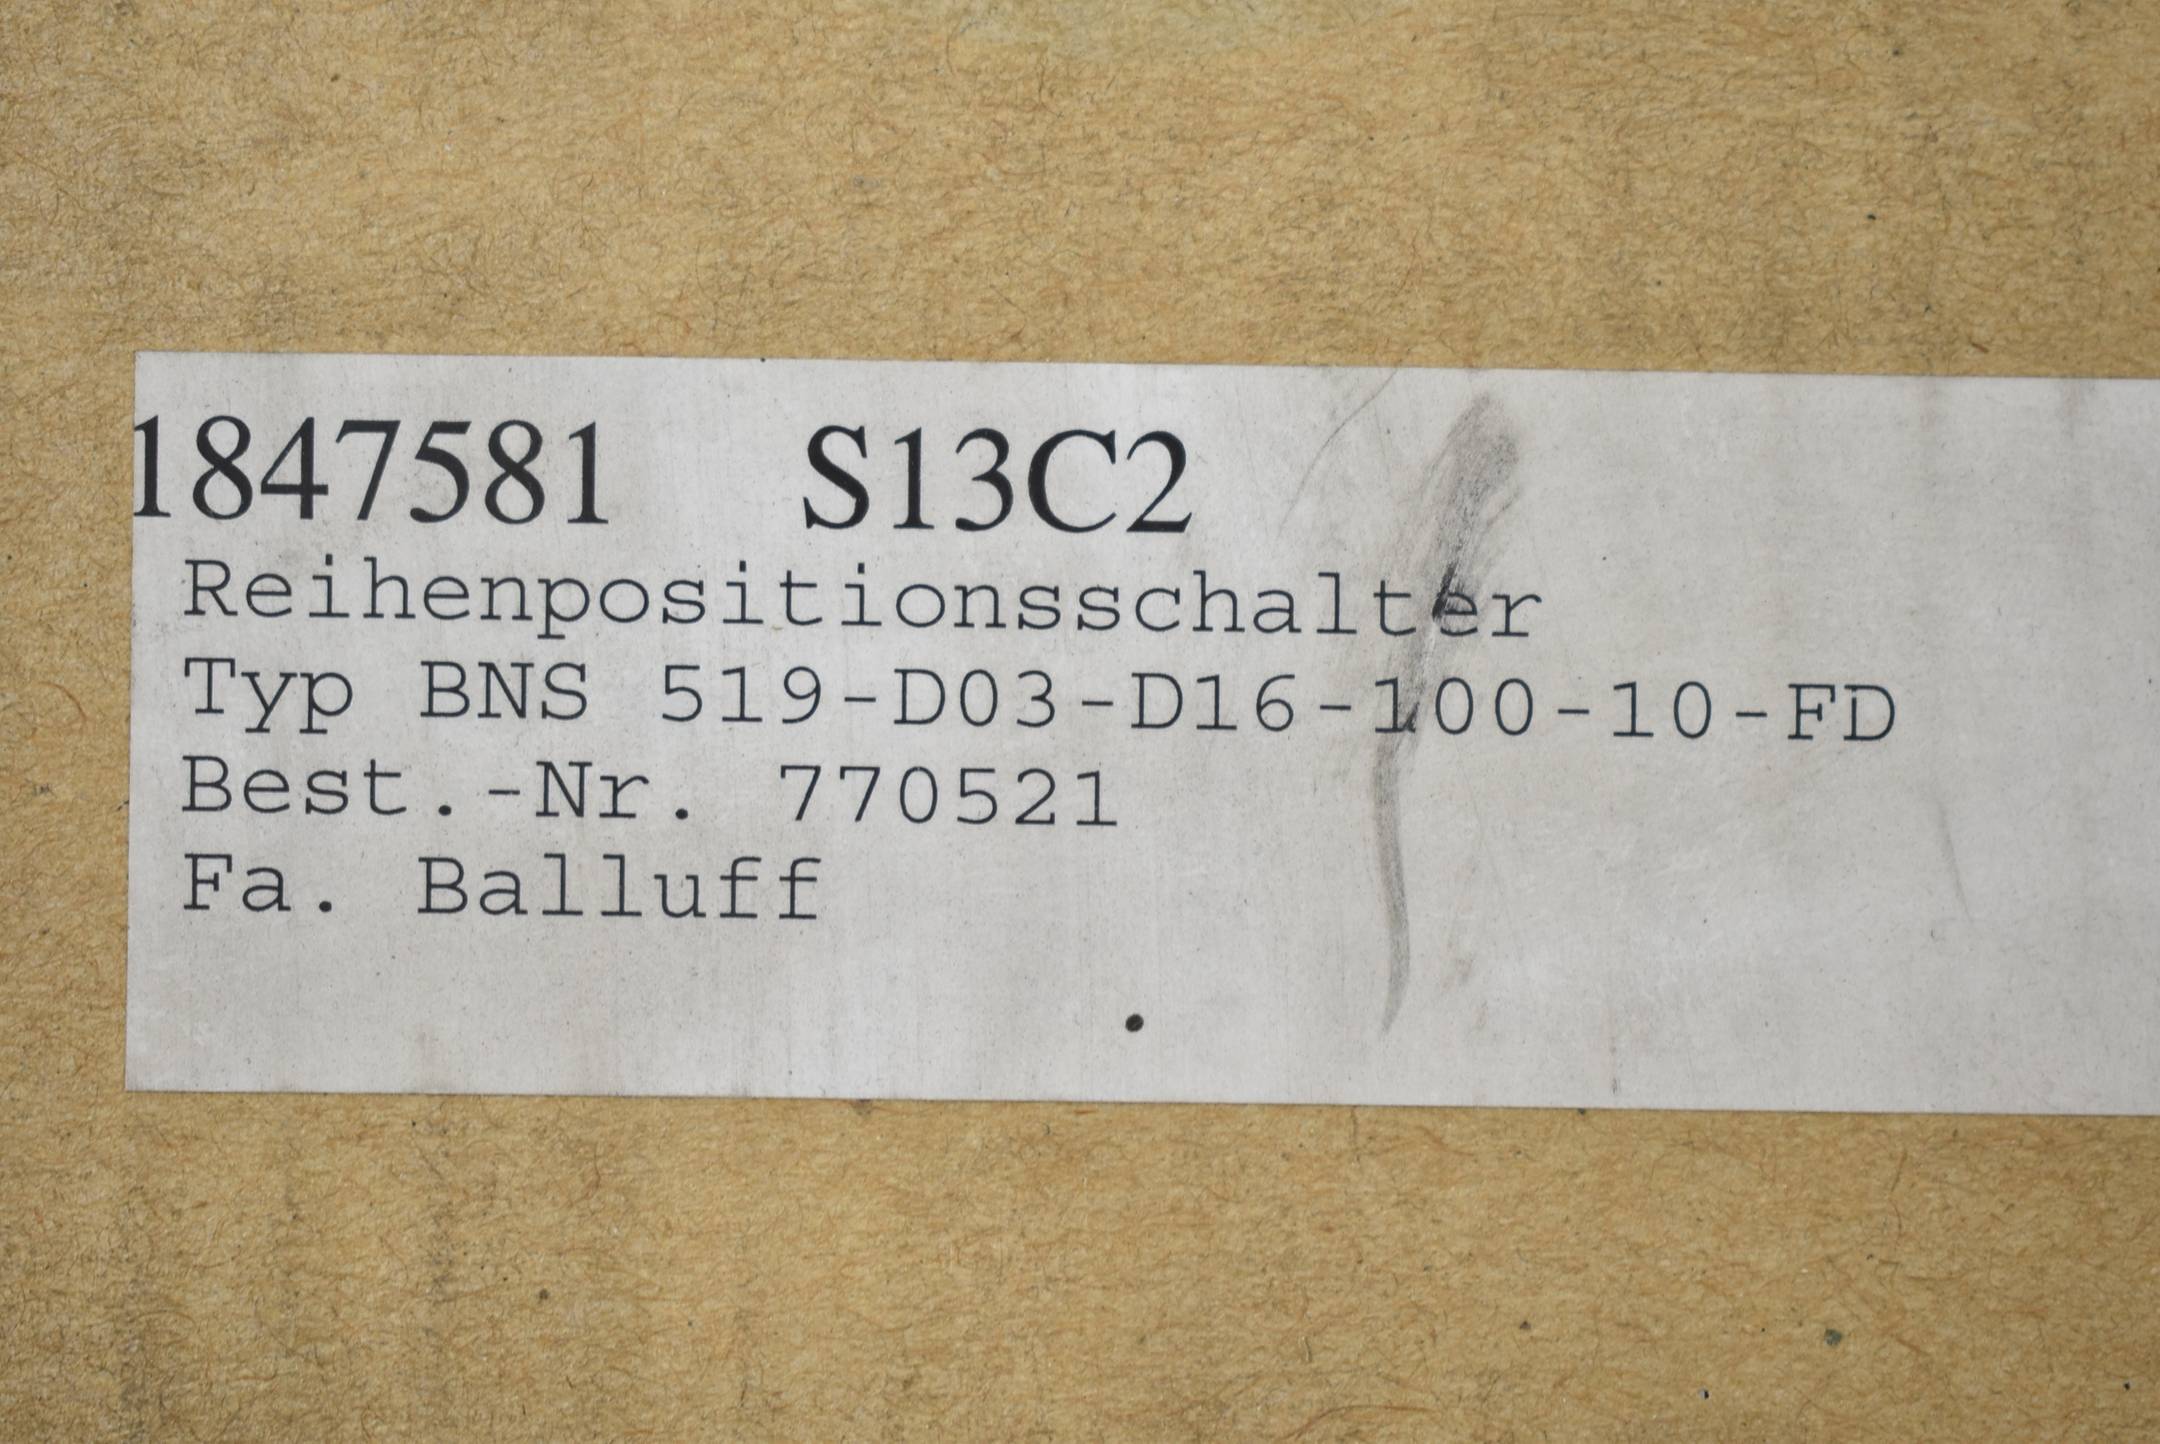 1847581 S13C2
Reihenpositionsschalter
Typ BNS 519-D03-D16-100-10-FD
Best.-Nr. 770521
Fa. Balluff